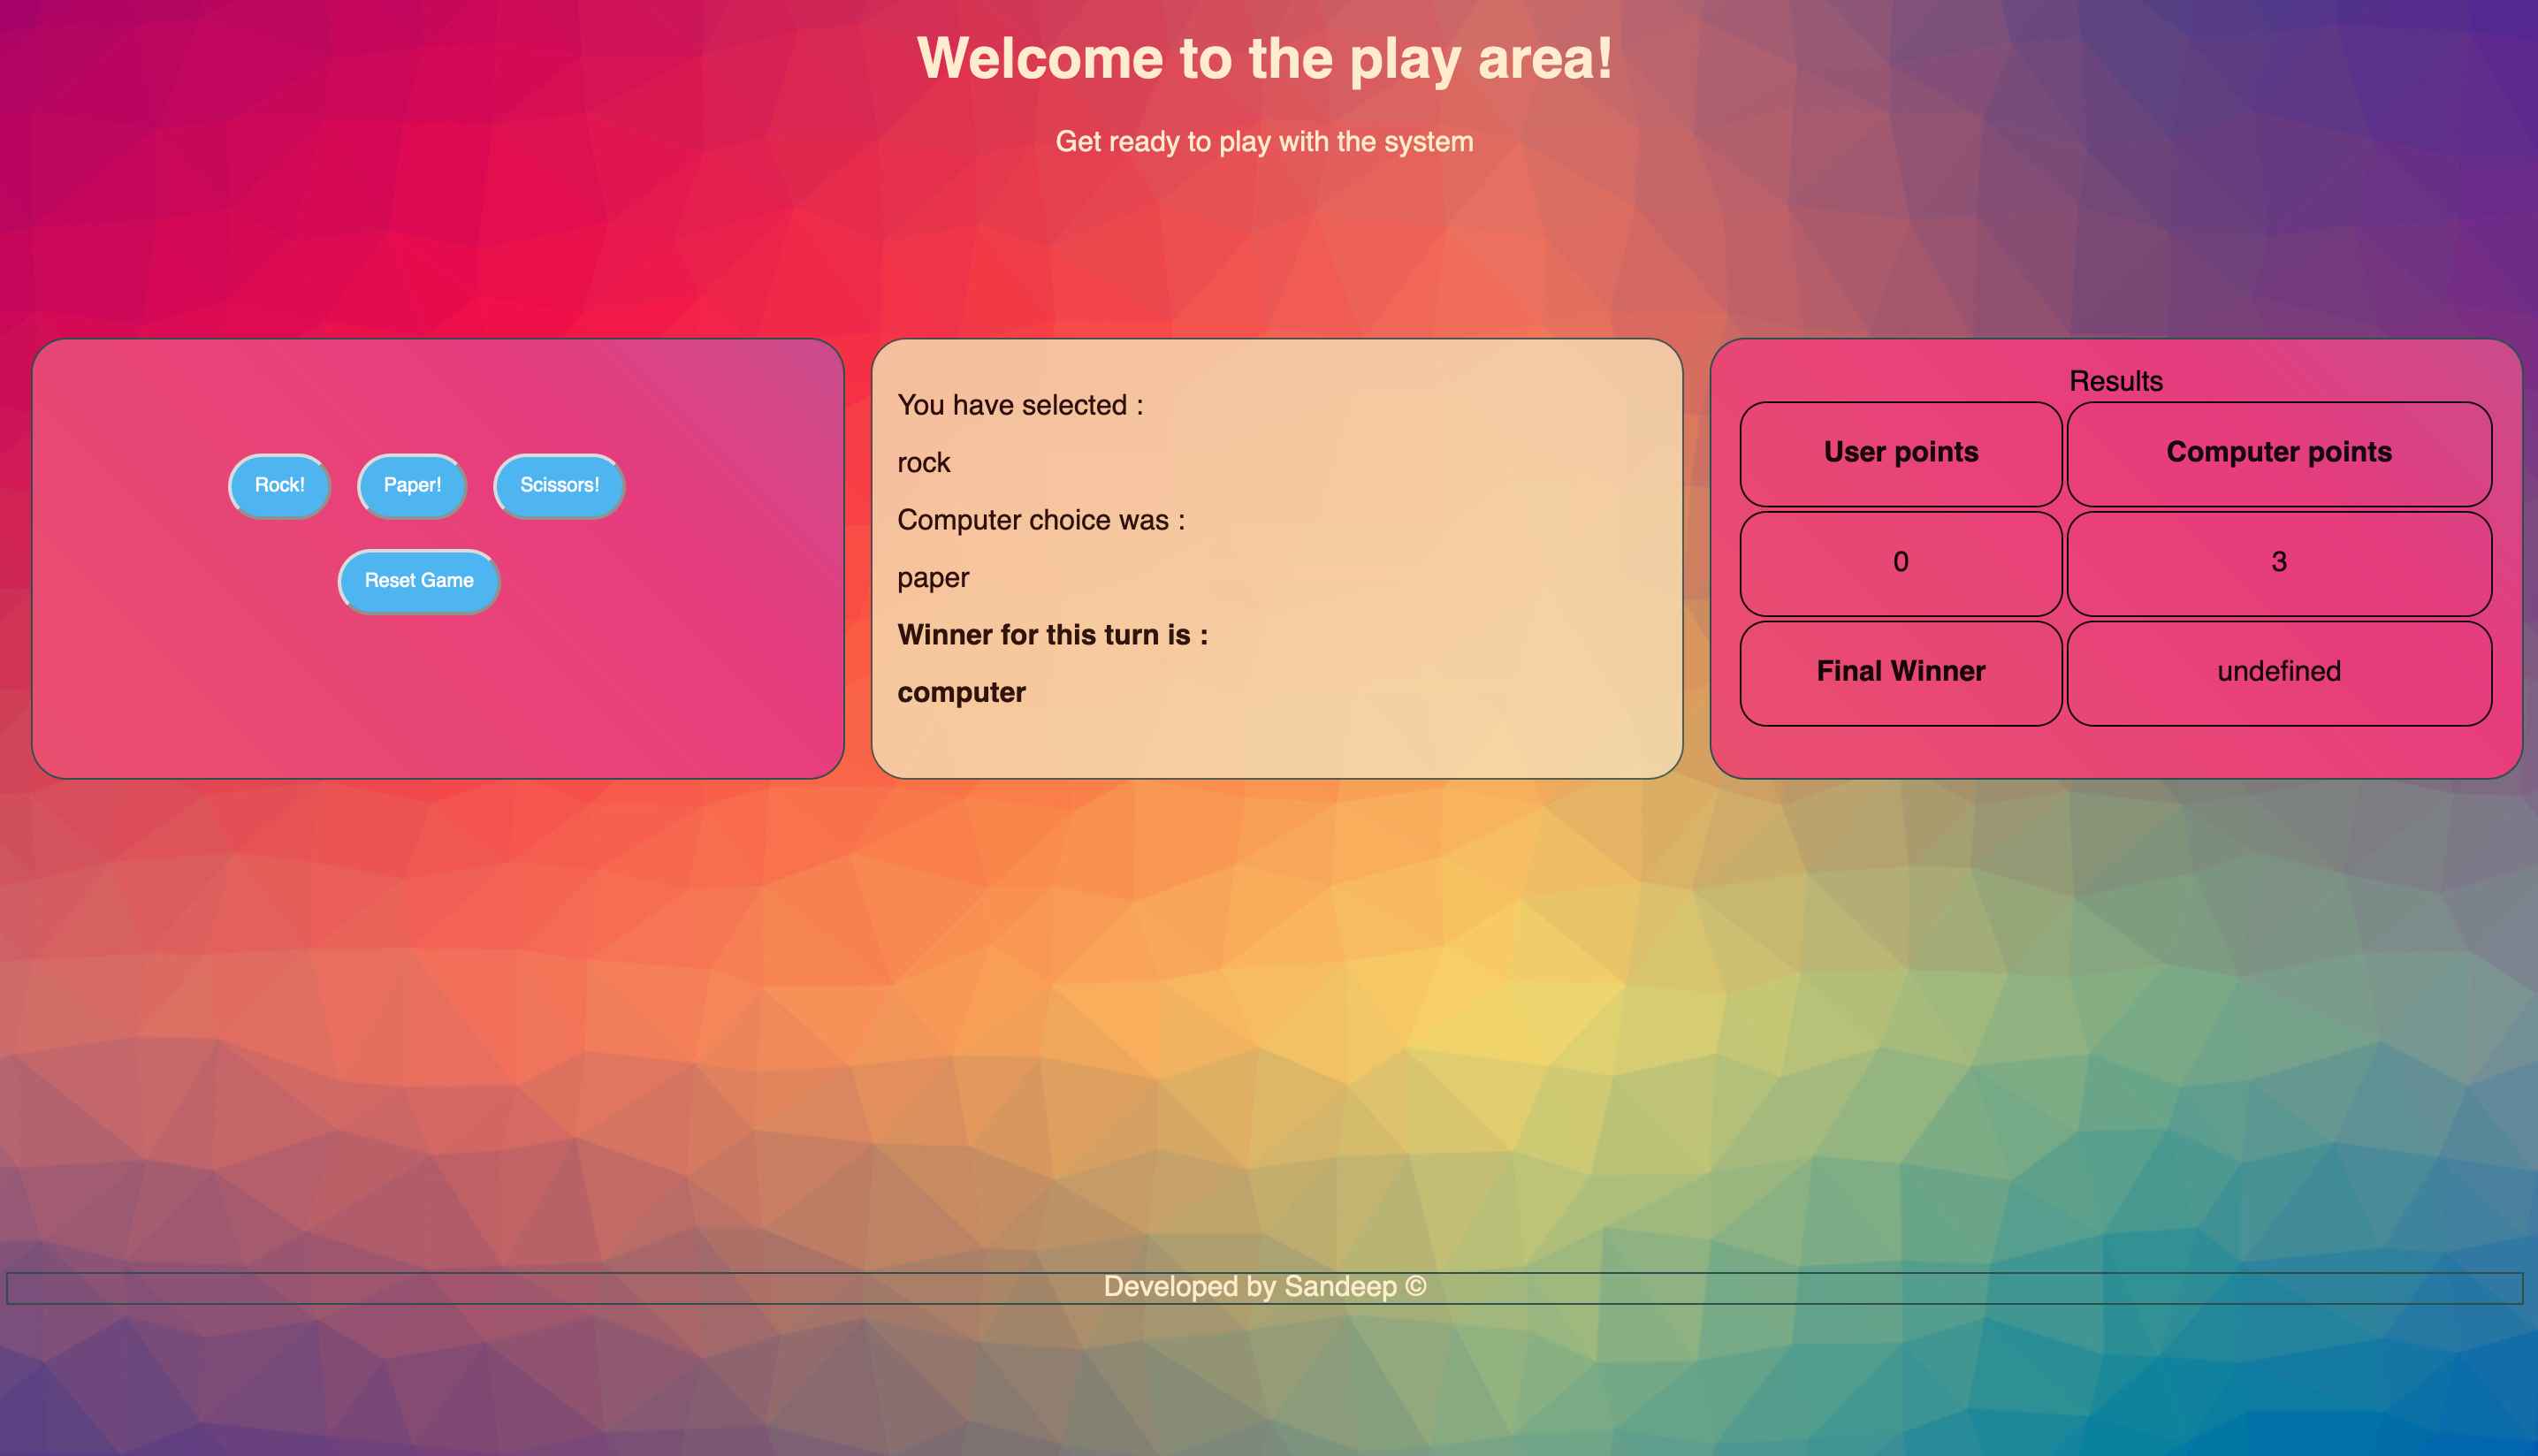 Welcome to the play area!
Get ready to play with the system
Rock! Paper! Scissors!
Reset Game
You have selected :
rock
Computer choice was :
paper
Winner for this turn is :
computer
Results
User points Computer points
0 3
Final Winner undefined
Developed by Sandeep ©